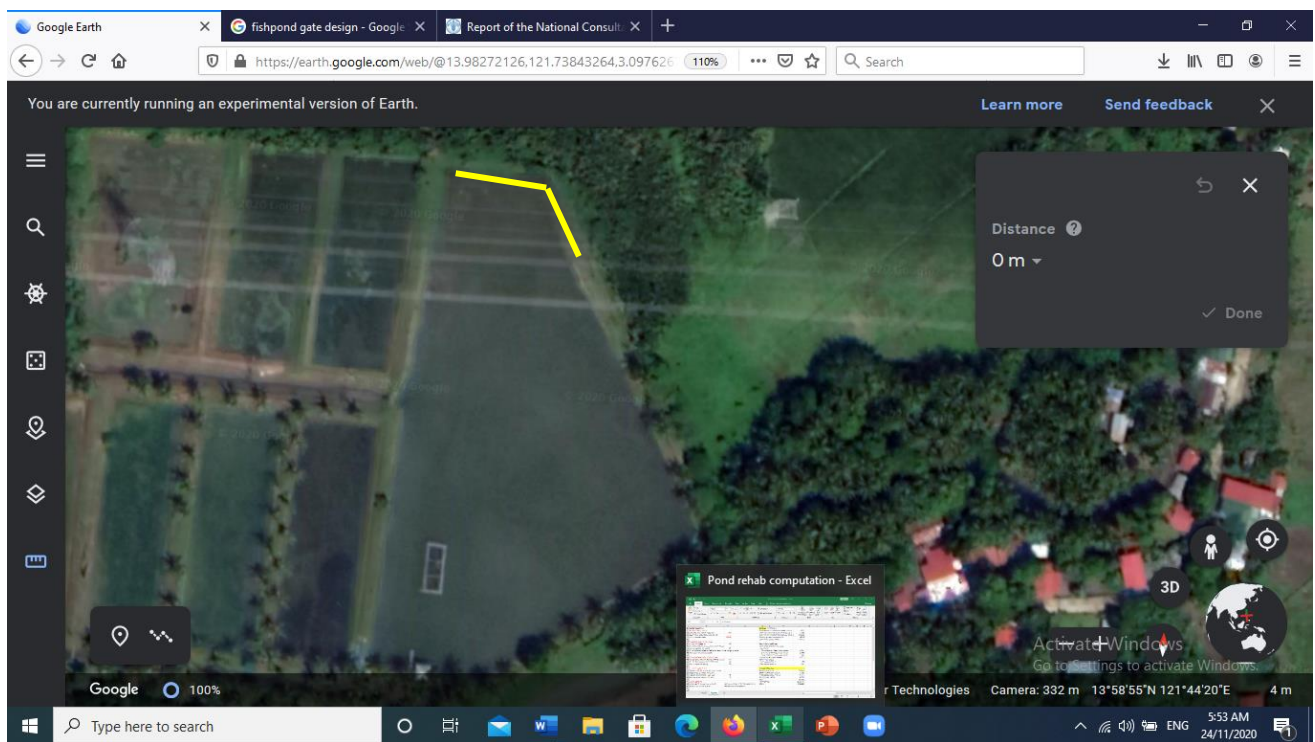 Google Earth
fishpond gate design - Google
Report of the National Consult
https://earth.google.com/web/@13.98272126,121.73843264,3.097626
110%
Search
You are currently running an experimental version of Earth.
Learn more
Send feedback
Distance
0 m
Done
© 2020 Google
Pond rehab computation - Excel
3D
Activate Windows
Go to Settings to activate Windows.
Google
100%
r Technologies
Camera: 332 m
13°58'55"N 121°44'20"E
4 m
Type here to search
ENG
5:53 AM
24/11/2020